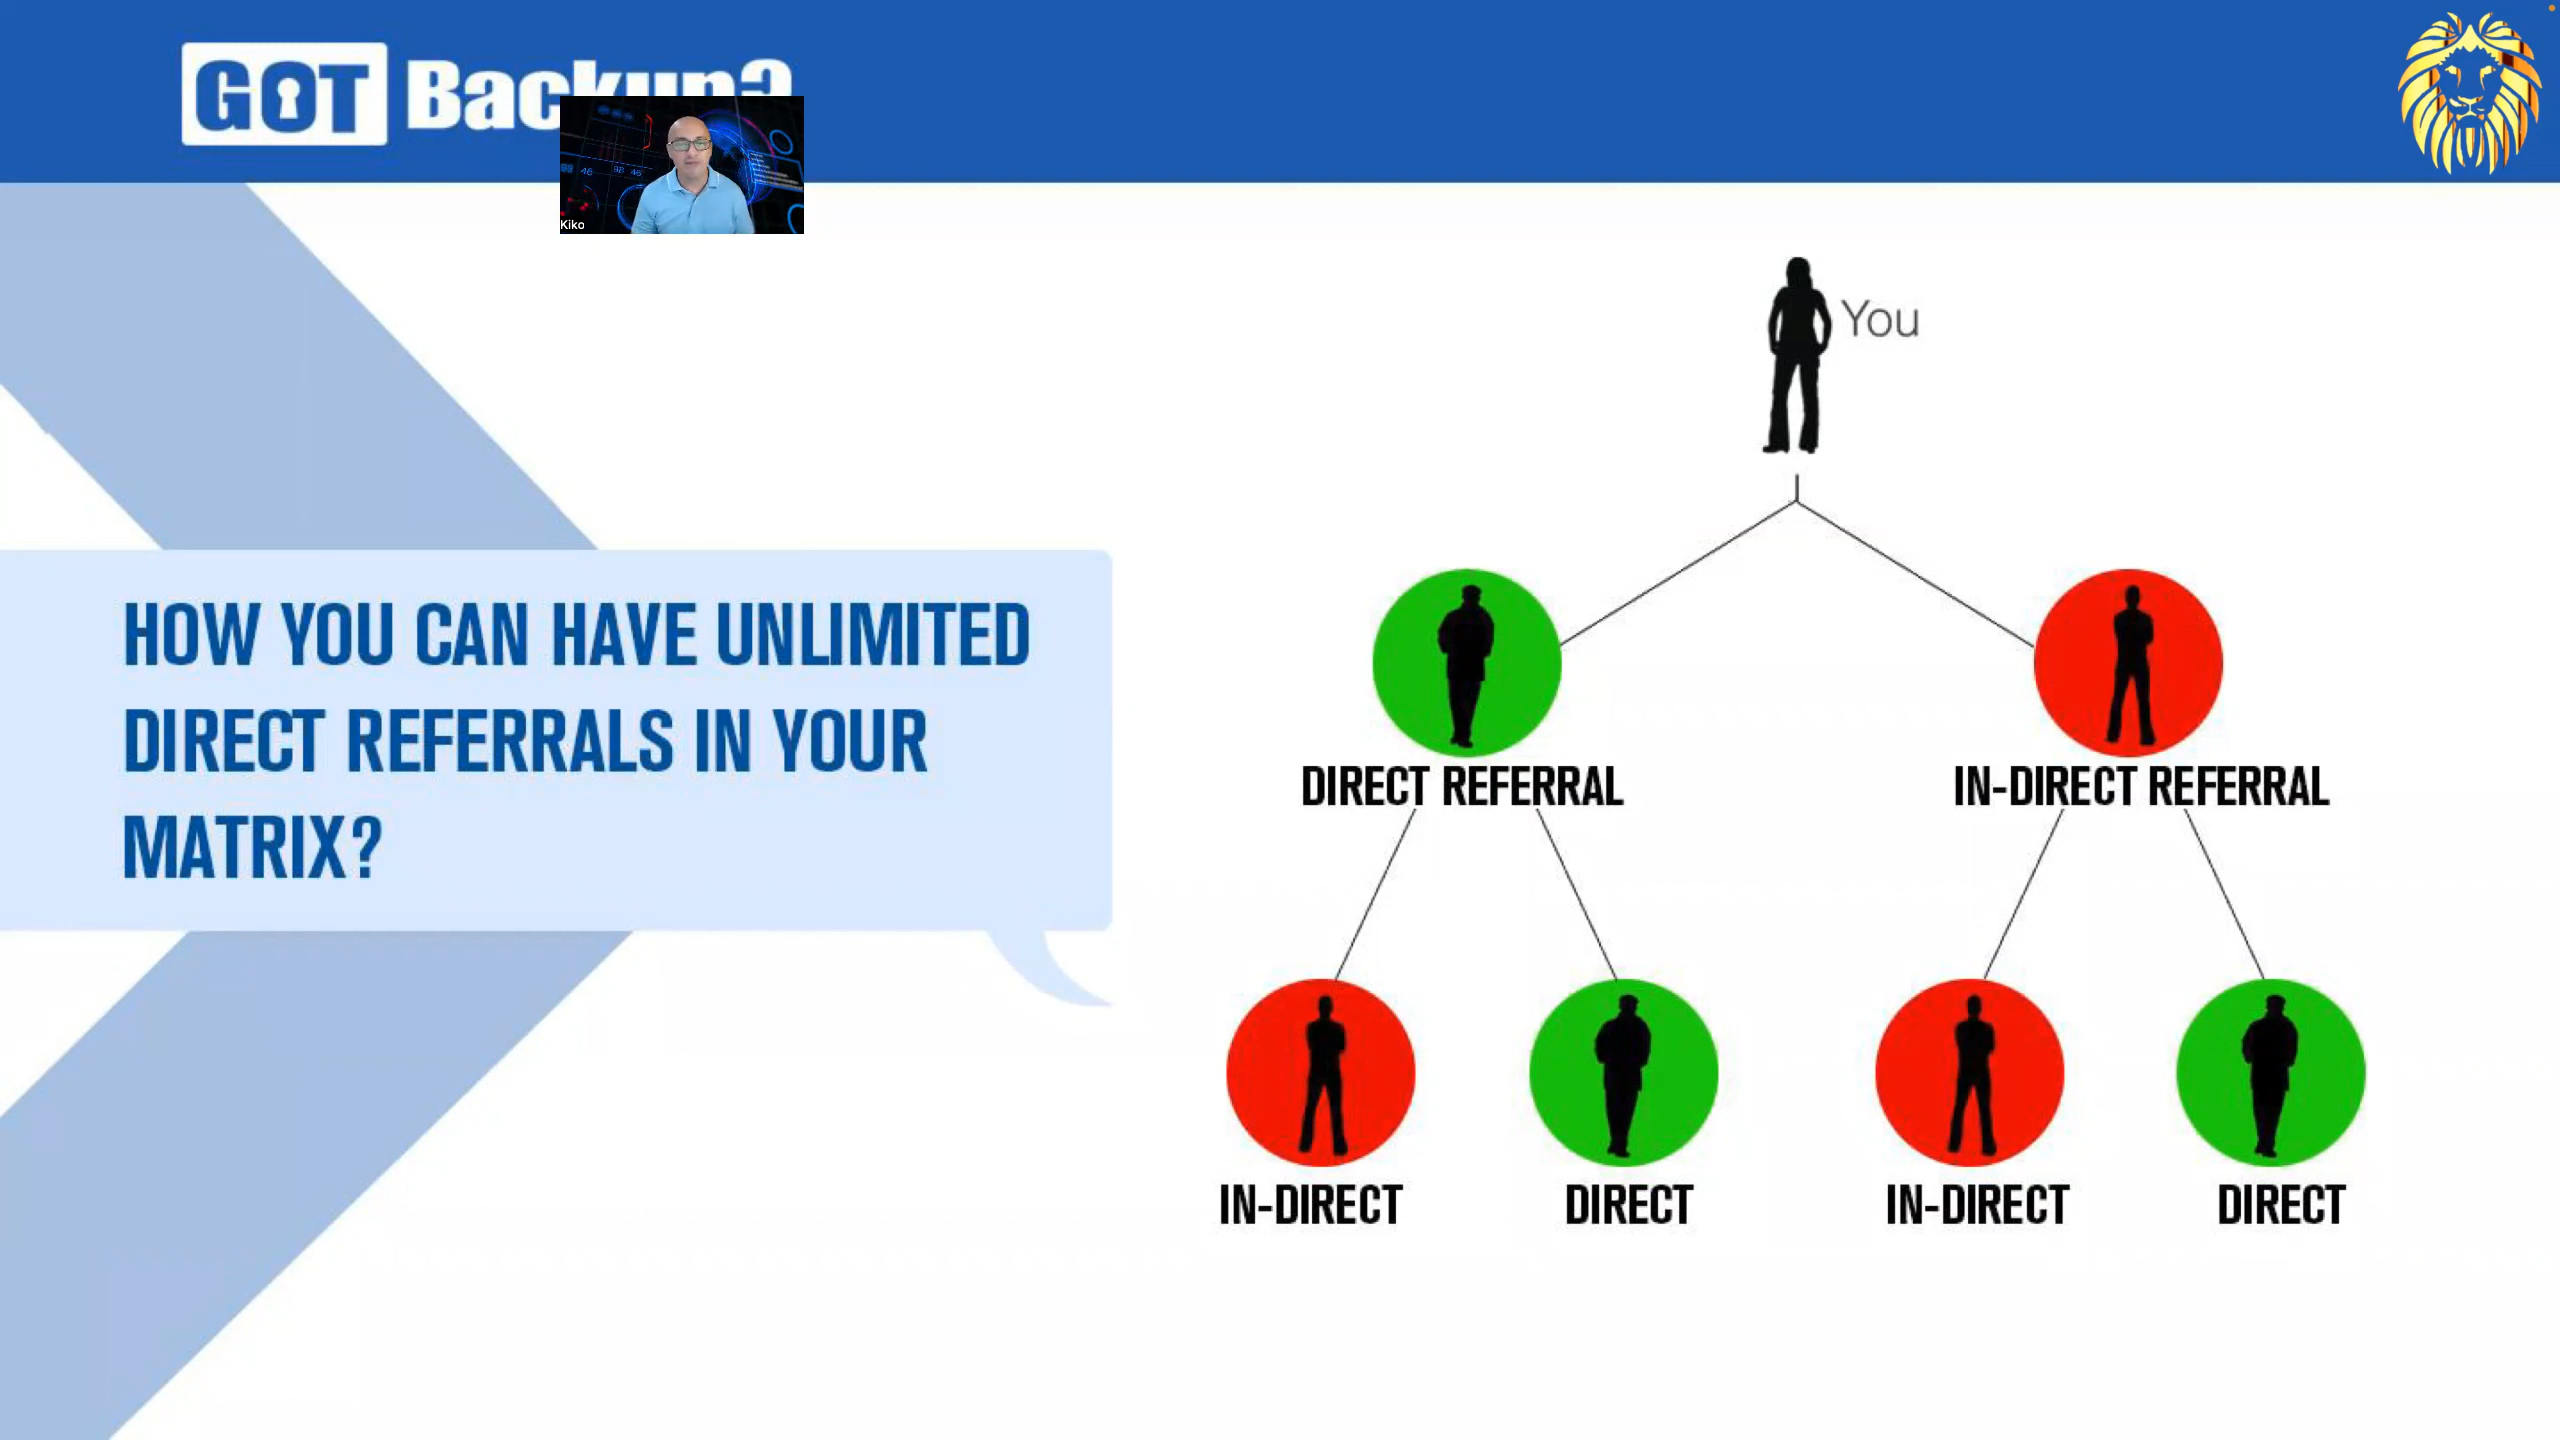 GOT Backup?
Kiko
You
HOW YOU CAN HAVE UNLIMITED
DIRECT REFERRALS IN YOUR
MATRIX?
DIRECT REFERRAL
IN-DIRECT REFERRAL
IN-DIRECT
DIRECT
IN-DIRECT
DIRECT